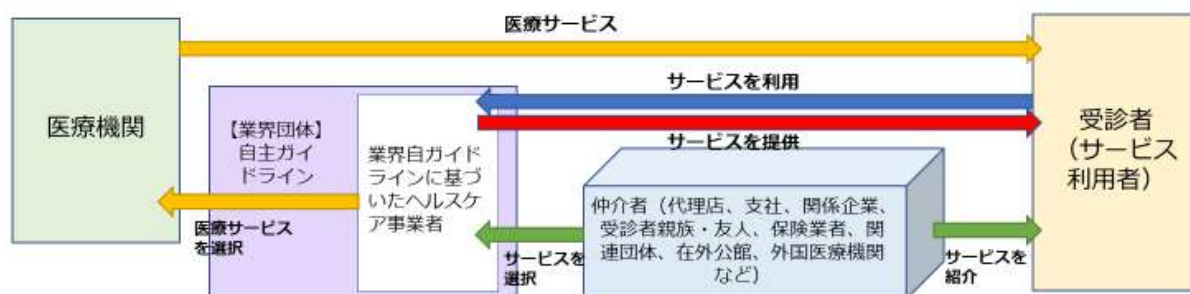 医療サービス
医療機関
サービスを利用
【業界団体】
自主ガイ
ドライン
業界自ガイド
ラインに基づ
いたヘルスケ
ア事業者
サービスを提供
受診者
（サービス
利用者）
医療サービス
を選択
サービスを
選択
仲介者（代理店、支社、関係企業、
受診者親族・友人、保険業者、関
連団体、在外公館、外国医療機関
など）
サービスを
紹介